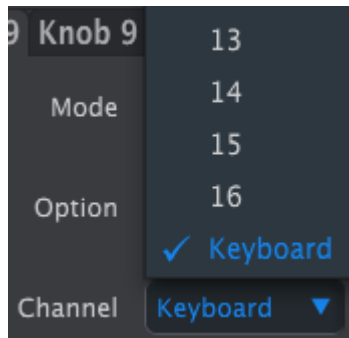 9 Knob 9
13
Mode
14
15
Option
16
✓ Keyboard
Channel Keyboard ▼